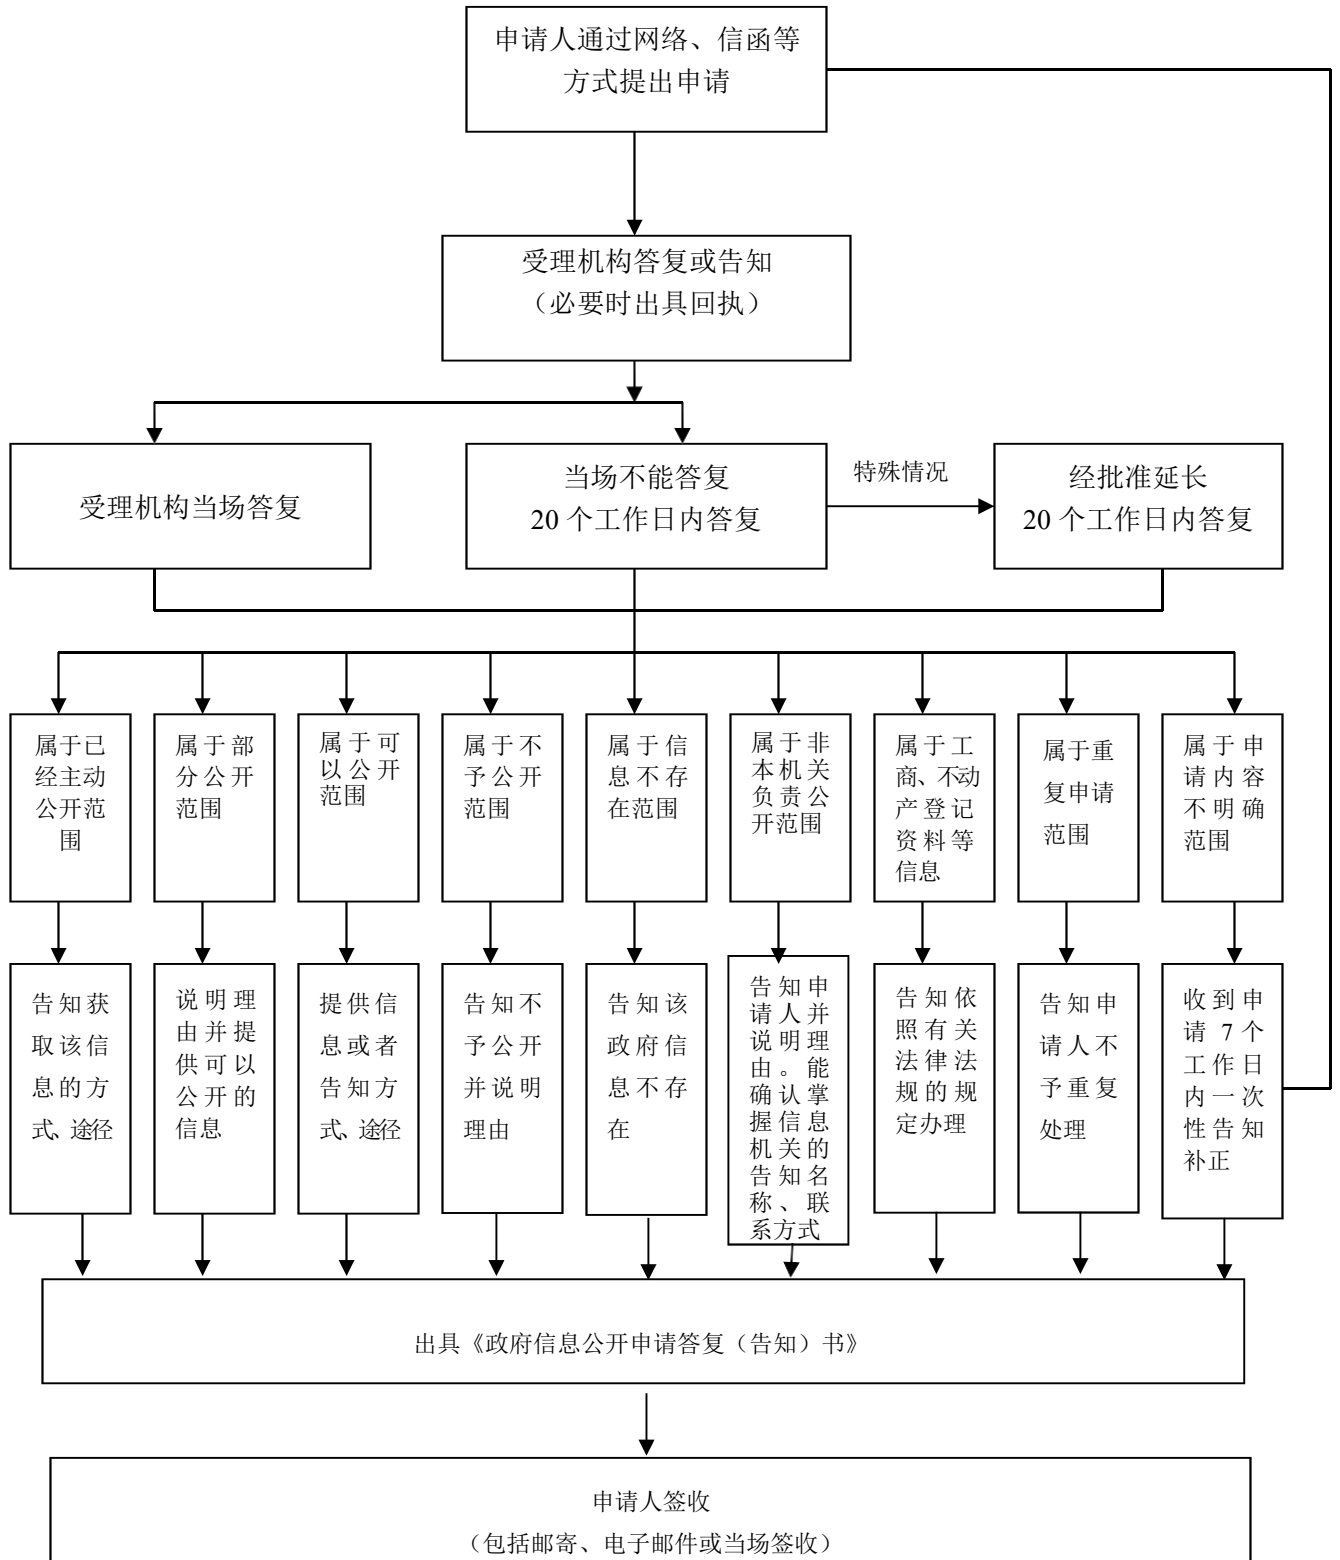 申请人通过网络、信函等
方式提出申请
受理机构答复或告知
（必要时出具回执）
受理机构当场答复
当场不能答复
20 个工作日内答复
特殊情况
经批准延长
20 个工作日内答复
属于已
经主动
公开范
围
属于部
分公开
范围
属于可
以公开
范围
属于不
予公开
范围
属于信
息不存
在范围
属于非
本机关
负责公
开范围
属于工
商、不动
产登记
资料等
信息
属于重
复申请
范围
属于申
请内容
不明确
范围
告知获
取该信
息的方
式、途径
说明理
由并提
供可以
公开的
信息
提供信
息或者
告知方
式、途径
告知不
予公开
并说明
理由
告知该
政府信
息不存
在
告知申
请人并
说明理
由。能
确认掌
握信息
机关的
告知名
称、联
系方式
告知依
照有关
法律法
规的规
定办理
告知申
请人不
予重复
处理
收到申
请 7 个
工作日
内一次
性告知
补正
出具《政府信息公开申请答复（告知）书》
申请人签收
（包括邮寄、电子邮件或当场签收）